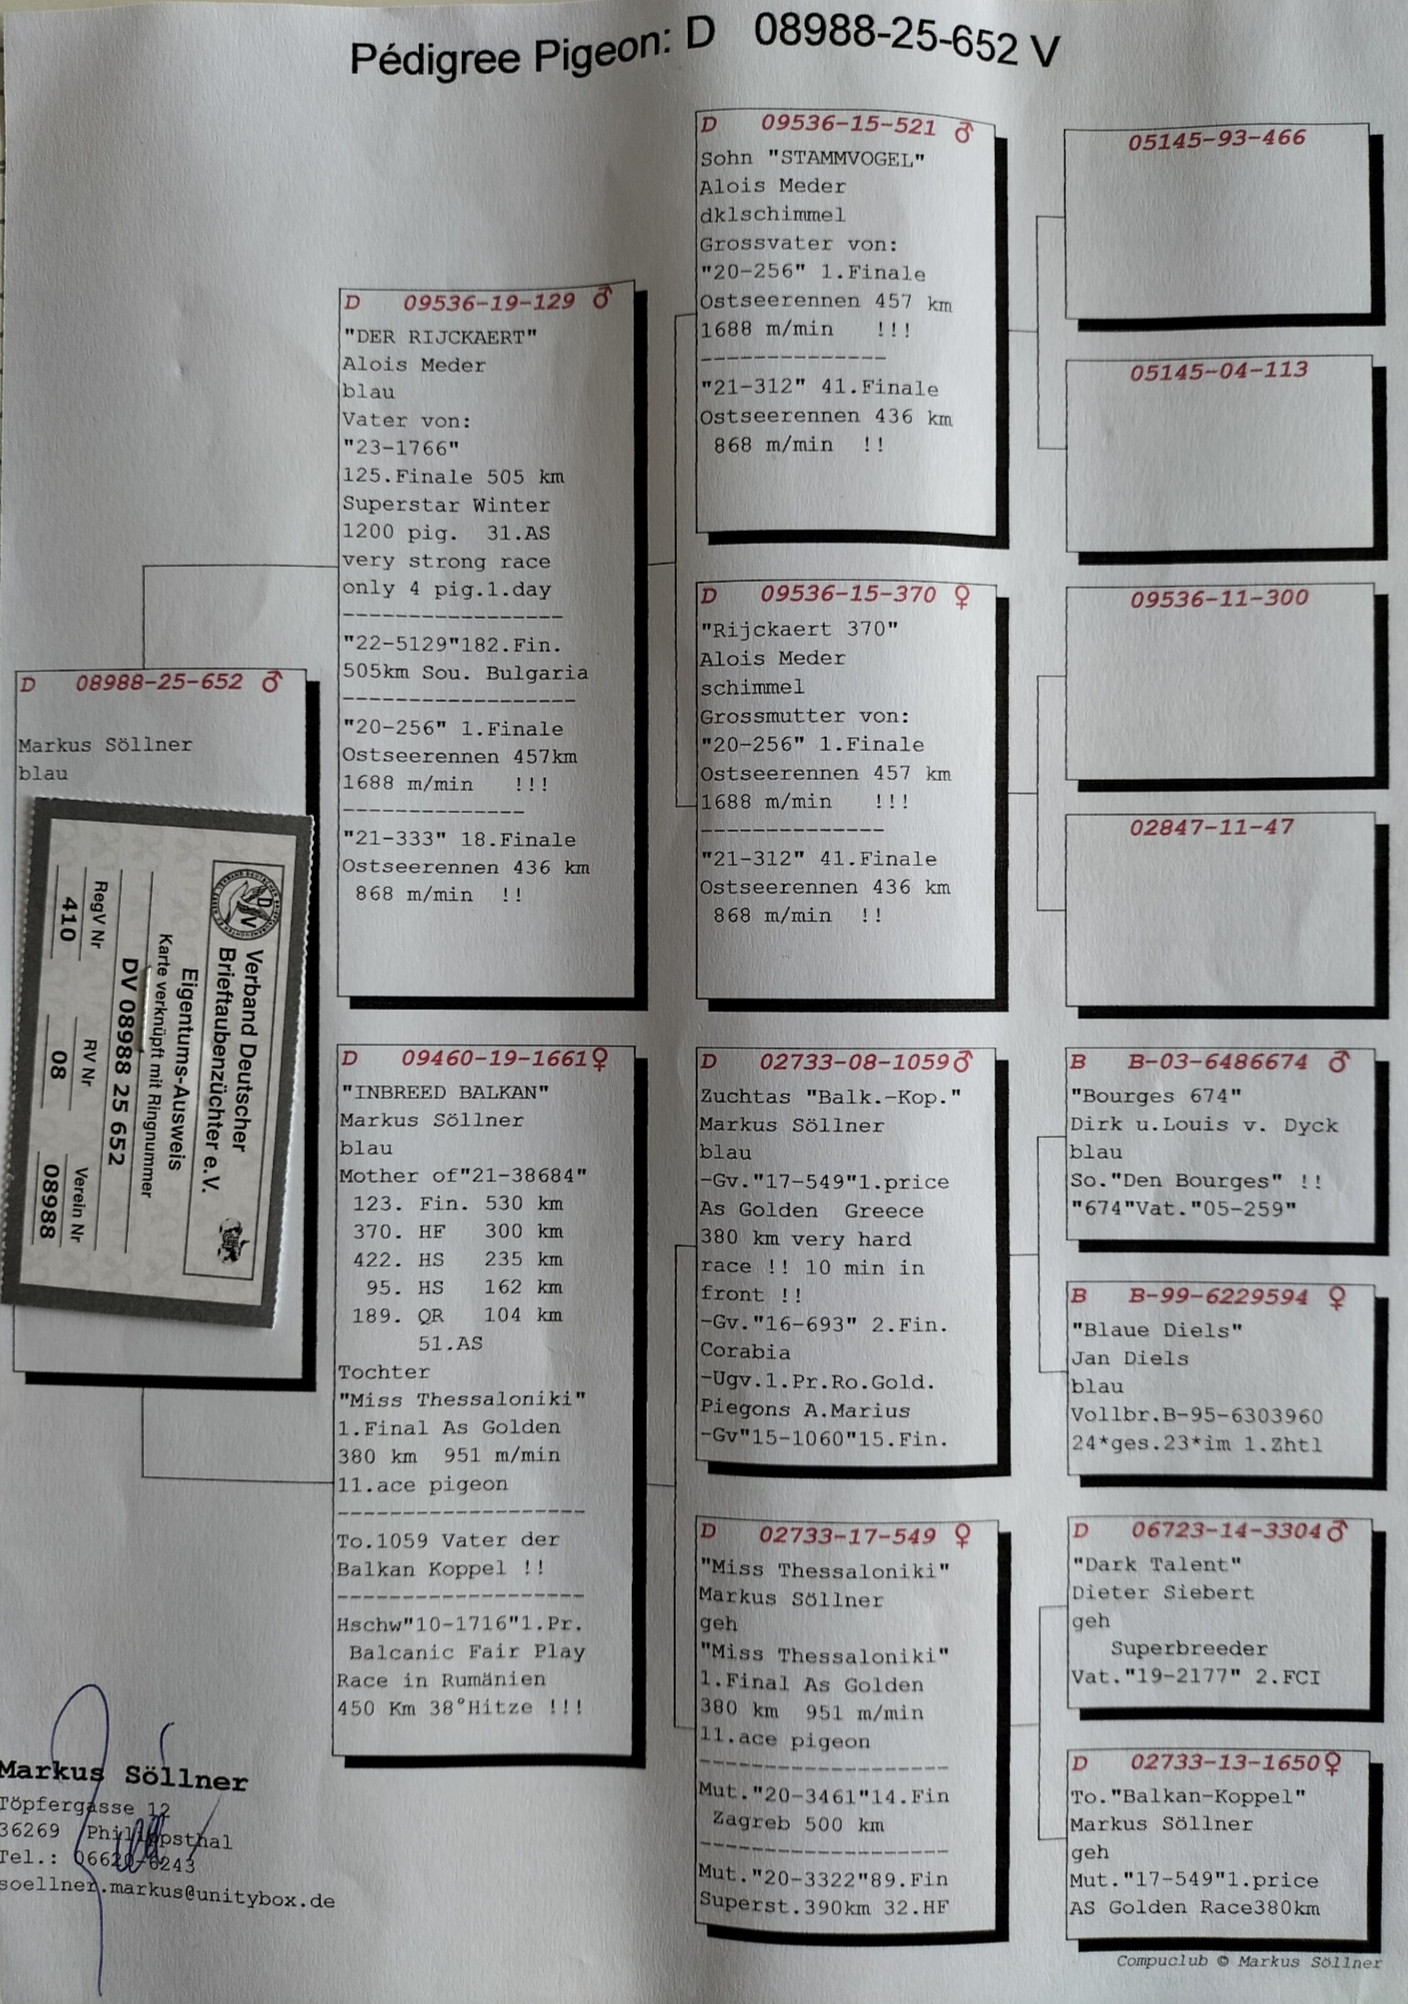 Pédigree Pigeon: D 08988-25-652 V
D 08988-25-652 ♂
Markus Söllner
blau
Verband Deutscher
Brieftaubenzüchter e.V.
Eigentums-Ausweis
Karte verknüpft mit Ringnummer
DV 08988 25 652
RegV Nr RV Nr Verein Nr
410 08 08988
D 09536-19-129 ♂
"DER RIJCKAERT"
Alois Meder
blau
Vater von:
"23-1766"
125.Finale 505 km
Superstar Winter
1200 pig. 31.AS
very strong race
only 4 pig.1.day
----------------
"22-5129"182.Fin.
505km Sou. Bulgaria
-----------------
"20-256" 1.Finale
Ostseerennen 457km
1688 m/min !!!
-------------
"21-333" 18.Finale
Ostseerennen 436 km
868 m/min !!
D 09460-19-1661♀
"INBREED BALKAN"
Markus Söllner
blau
Mother of"21-38684"
123. Fin. 530 km
370. HF 300 km
422. HS 235 km
95. HS 162 km
189. QR 104 km
51.AS
Tochter
"Miss Thessaloniki"
1.Final As Golden
380 km 951 m/min
11.ace pigeon
-------------------
To.1059 Vater der
Balkan Koppel !!
-------------------
Hschw"10-1716"1.Pr.
Balcanic Fair Play
Race in Rumänien
450 Km 38°Hitze !!!
D 09536-15-521 ♂
Sohn "STAMMVOGEL"
Alois Meder
dklschimmel
Grossvater von:
"20-256" 1.Finale
Ostseerennen 457 km
1688 m/min !!!
--------------
"21-312" 41.Finale
Ostseerennen 436 km
868 m/min !!
D 09536-15-370 ♀
"Rijckaert 370"
Alois Meder
schimmel
Grossmutter von:
"20-256" 1.Finale
Ostseerennen 457 km
1688 m/min !!!
--------------
"21-312" 41.Finale
Ostseerennen 436 km
868 m/min !!
D 02733-08-1059♂
Zuchtas "Balk.-Kop."
Markus Söllner
blau
-Gv."17-549"1.price
As Golden Greece
380 km very hard
race !! 10 min in
front !!
-Gv."16-693" 2.Fin.
Corabia
-Ugv.1.Pr.Ro.Gold.
Piegons A.Marius
-Gv"15-1060"15.Fin.
D 02733-17-549 ♀
"Miss Thessaloniki"
Markus Söllner
geh
"Miss Thessaloniki"
1.Final As Golden
380 km 951 m/min
11.ace pigeon
-------------------
Mut."20-3461"14.Fin
Zagreb 500 km
-------------------
Mut."20-3322"89.Fin
Superst.390km 32.HF
05145-93-466
05145-04-113
09536-11-300
02847-11-47
B B-03-6486674 ♂
"Bourges 674"
Dirk u.Louis v. Dyck
blau
So."Den Bourges" !!
"674"Vat."05-259"
B B-99-6229594 ♀
"Blaue Diels"
Jan Diels
blau
Vollbr.B-95-6303960
24*ges.23*im 1.Zhtl
D 06723-14-3304♂
"Dark Talent"
Dieter Siebert
geh
Superbreeder
Vat."19-2177" 2.FCI
D 02733-13-1650♀
To."Balkan-Koppel"
Markus Söllner
geh
Mut."17-549"1.price
AS Golden Race380km
Markus Söllner
Töpfergasse 12
36269 Philippsthal
Tel.: 06620-6243
soellner.markus@unitybox.de
Compuclub © Markus Söllner